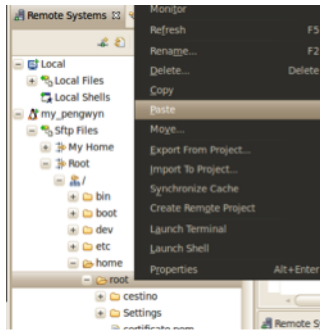 Remote Systems
Local
Local Files
Local Shells
my_pengwyn
Sftp Files
My Home
Root
/
bin
boot
dev
etc
home
root
cestino
Settings
certificate.pem
Monitor
Refresh F5
Rename... F2
Delete... Delete
Copy
Paste
Move...
Export From Project...
Import To Project...
Synchronize Cache
Create Remote Project
Launch Terminal
Launch Shell
Properties Alt+Enter
Remote S